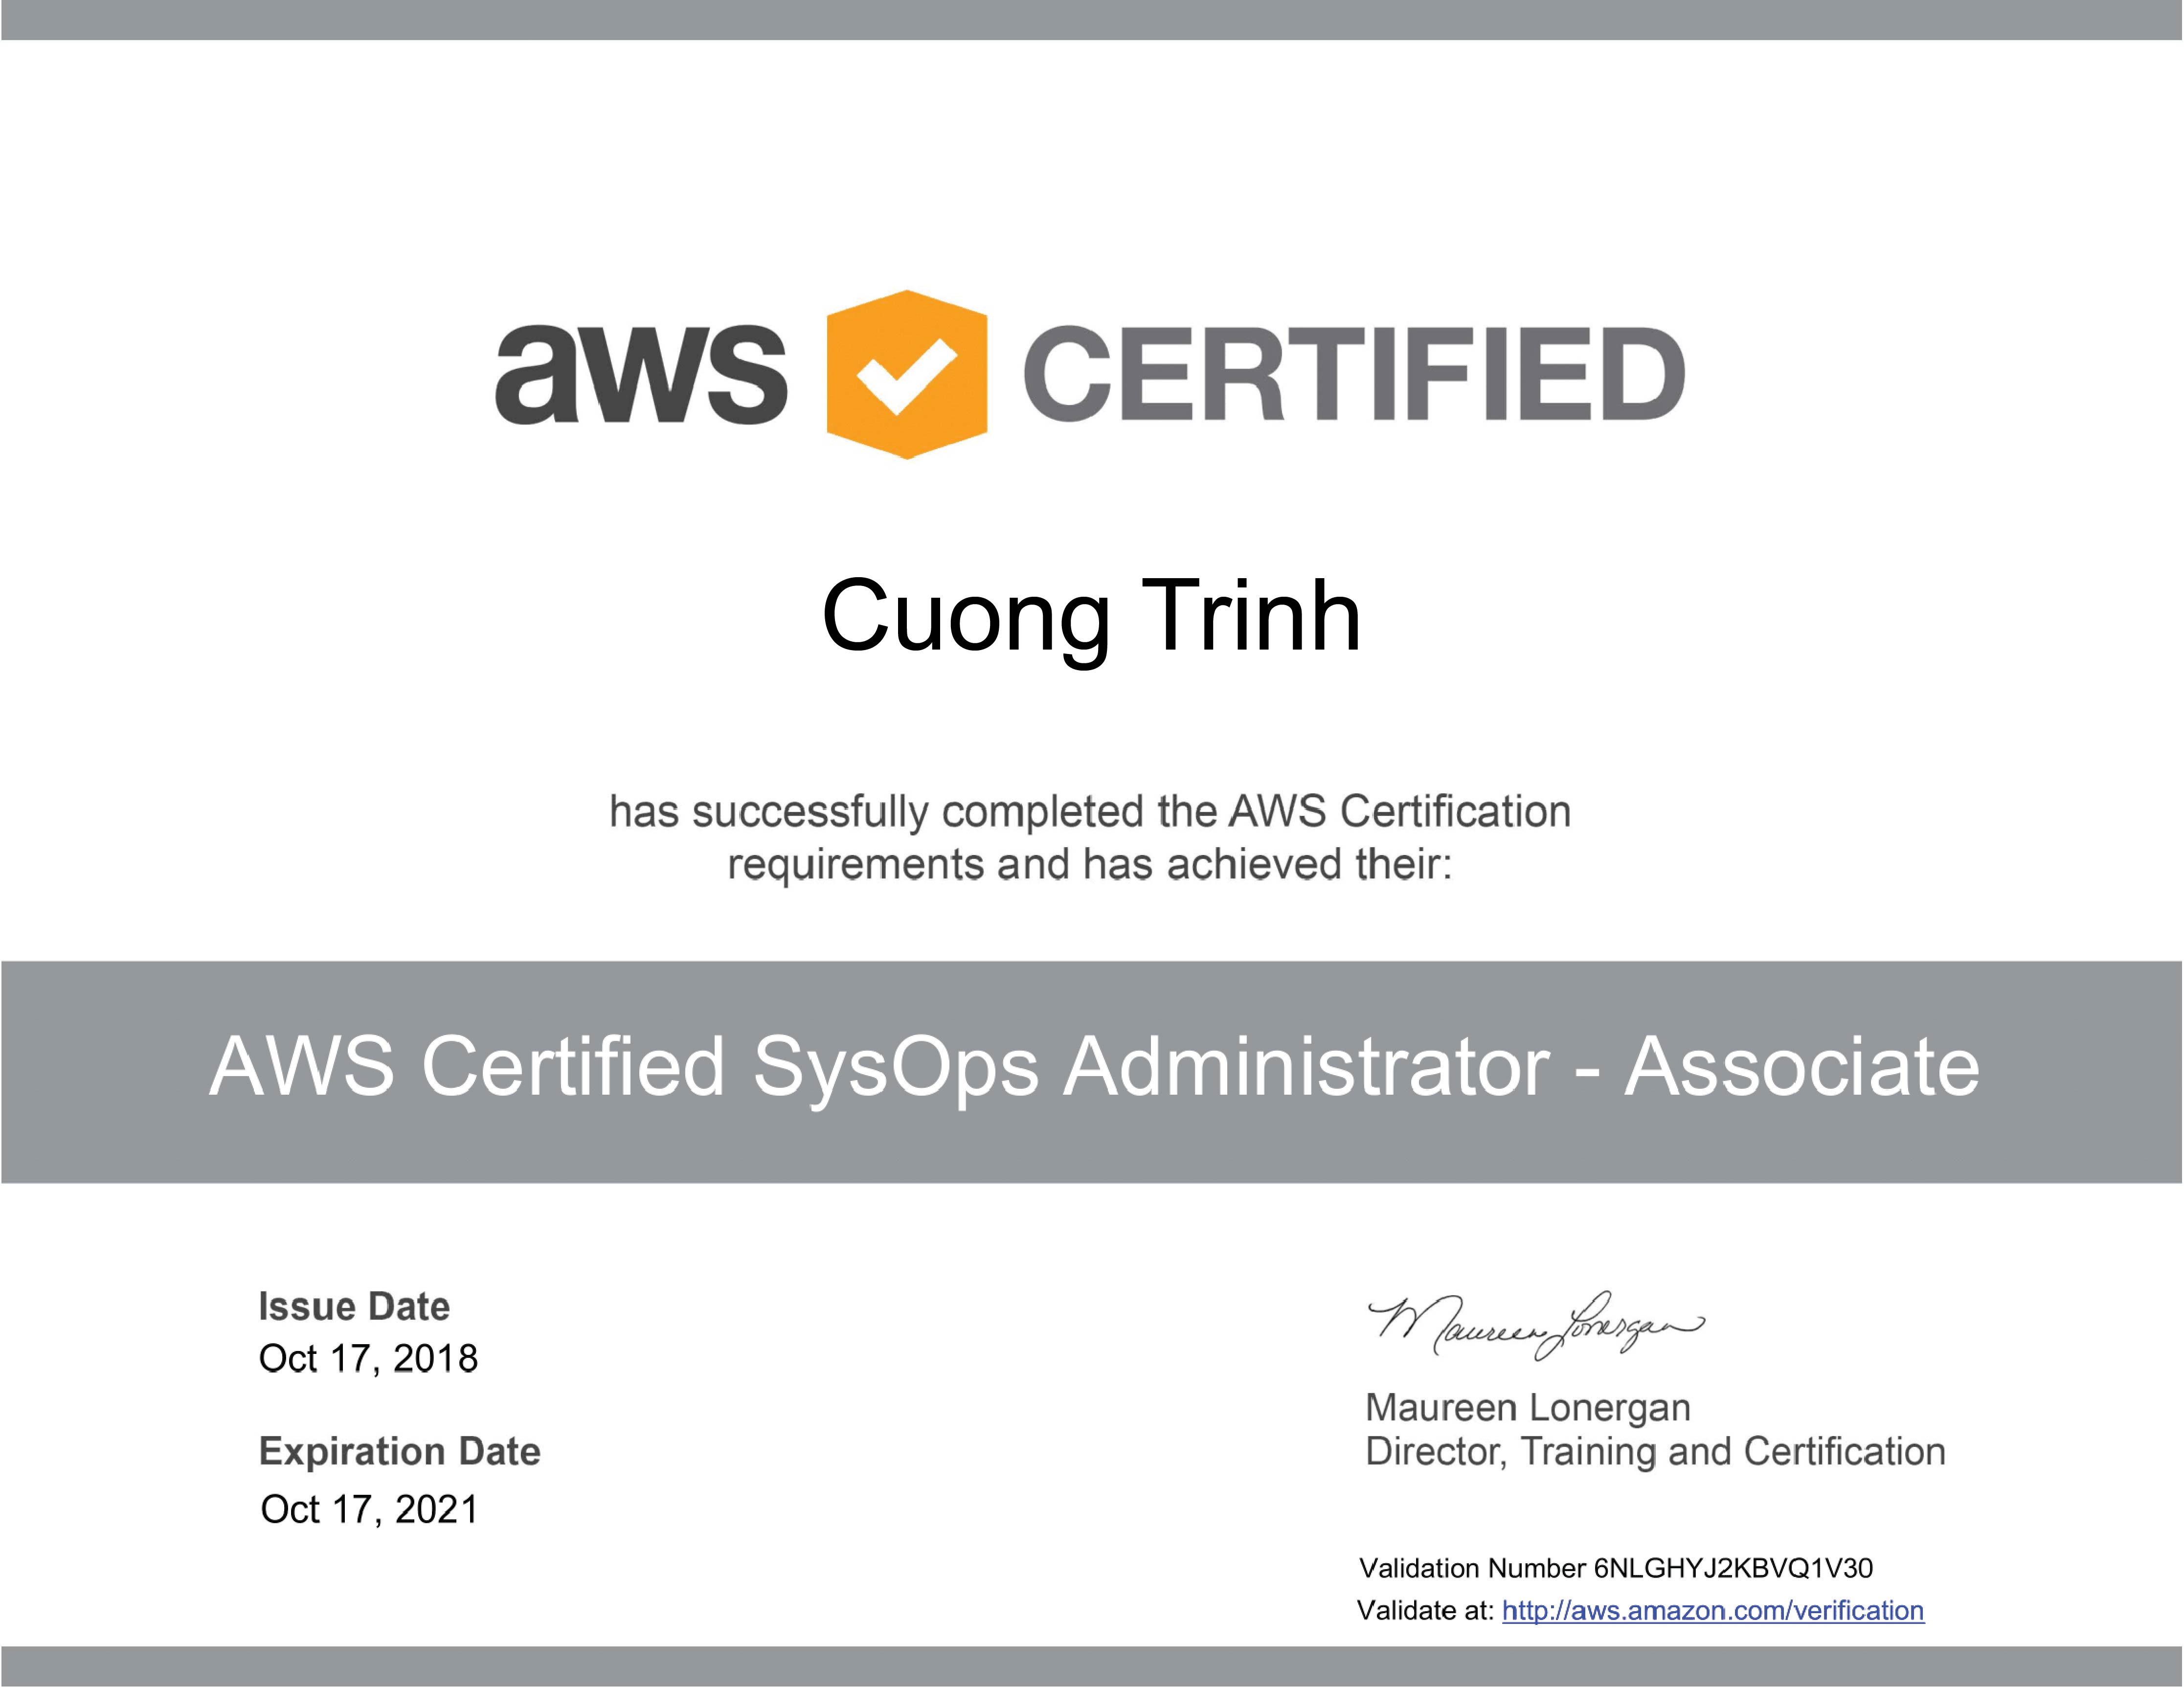 aws CERTIFIED
Cuong Trinh
has successfully completed the AWS Certification
requirements and has achieved their:
AWS Certified SysOps Administrator - Associate
Issue Date
Oct 17, 2018
Expiration Date
Oct 17, 2021
Maureen Lonergan
Maureen Lonergan
Director, Training and Certification
Validation Number 6NLGHYJ2KBVQ1V30
Validate at: http://aws.amazon.com/verification